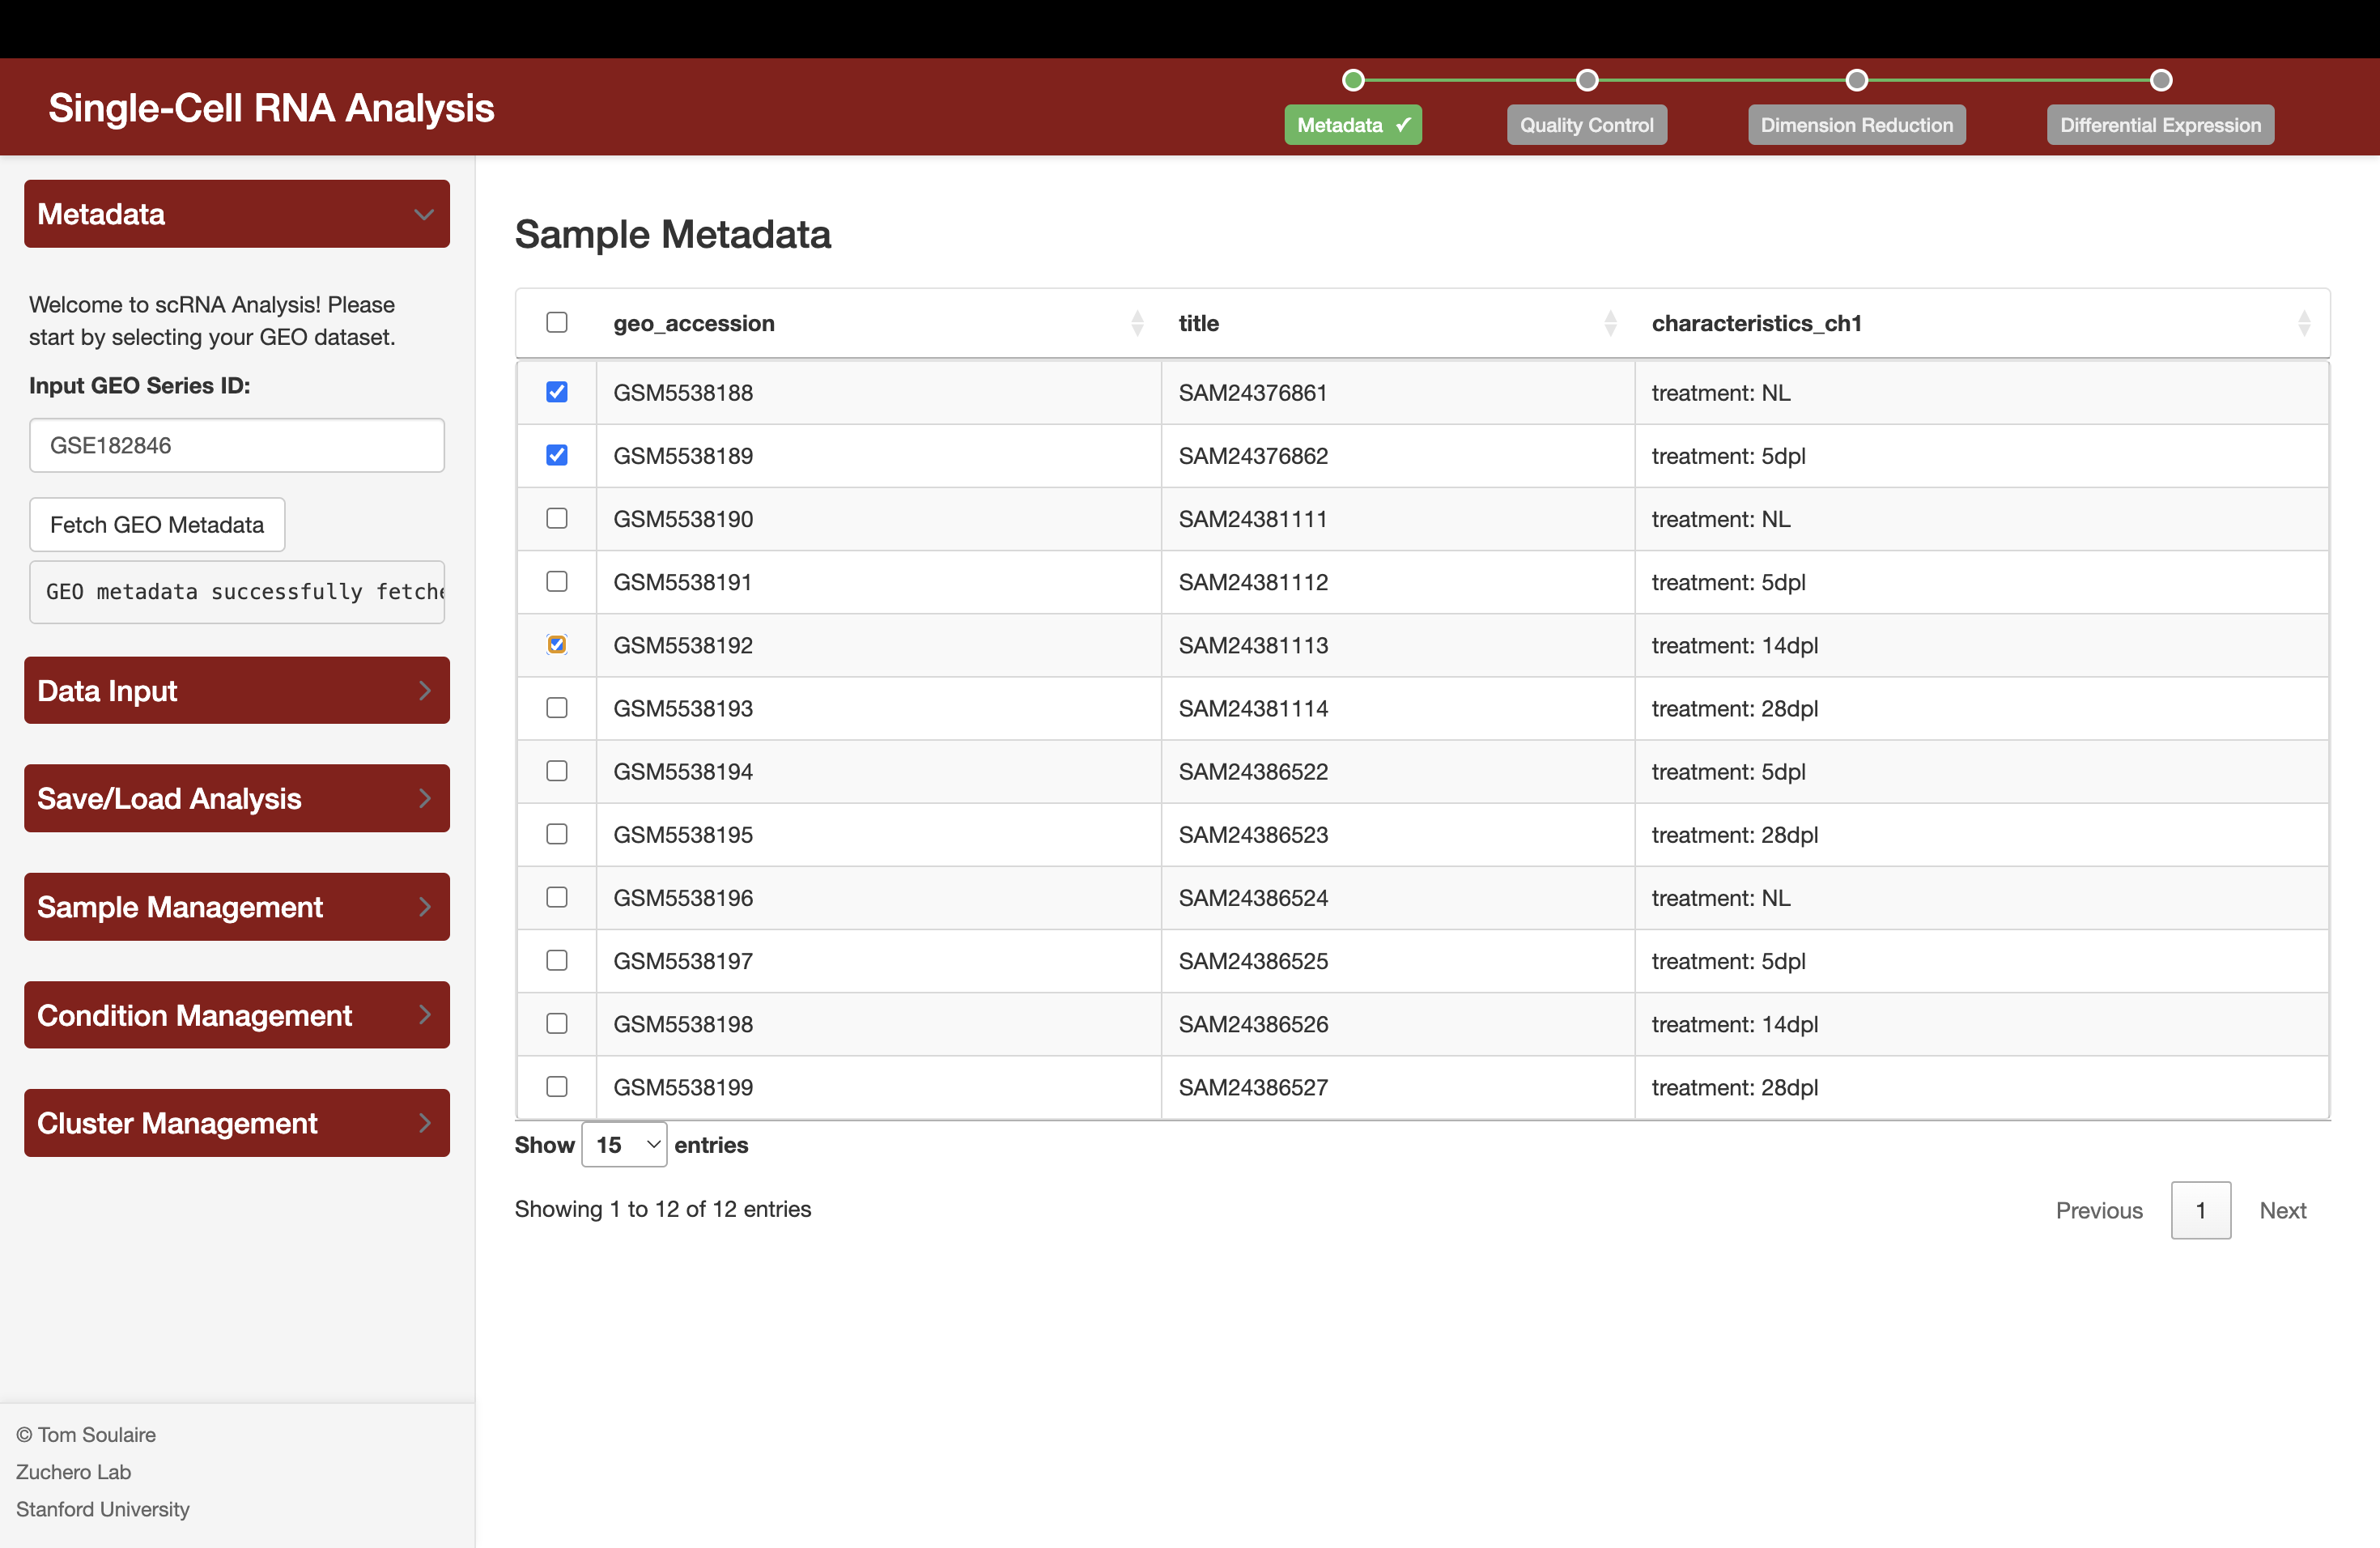 Single-Cell RNA Analysis
Metadata ✓
Quality Control
Dimension Reduction
Differential Expression
Metadata
Welcome to scRNA Analysis! Please
start by selecting your GEO dataset.
Input GEO Series ID:
GSE182846
Fetch GEO Metadata
GEO metadata successfully fetche
Data Input
Save/Load Analysis
Sample Management
Condition Management
Cluster Management
© Tom Soulaire
Zuchero Lab
Stanford University
Sample Metadata
geo_accession title characteristics_ch1
GSM5538188 SAM24376861 treatment: NL
GSM5538189 SAM24376862 treatment: 5dpl
GSM5538190 SAM24381111 treatment: NL
GSM5538191 SAM24381112 treatment: 5dpl
GSM5538192 SAM24381113 treatment: 14dpl
GSM5538193 SAM24381114 treatment: 28dpl
GSM5538194 SAM24386522 treatment: 5dpl
GSM5538195 SAM24386523 treatment: 28dpl
GSM5538196 SAM24386524 treatment: NL
GSM5538197 SAM24386525 treatment: 5dpl
GSM5538198 SAM24386526 treatment: 14dpl
GSM5538199 SAM24386527 treatment: 28dpl
Show 15 entries
Showing 1 to 12 of 12 entries
Previous 1 Next